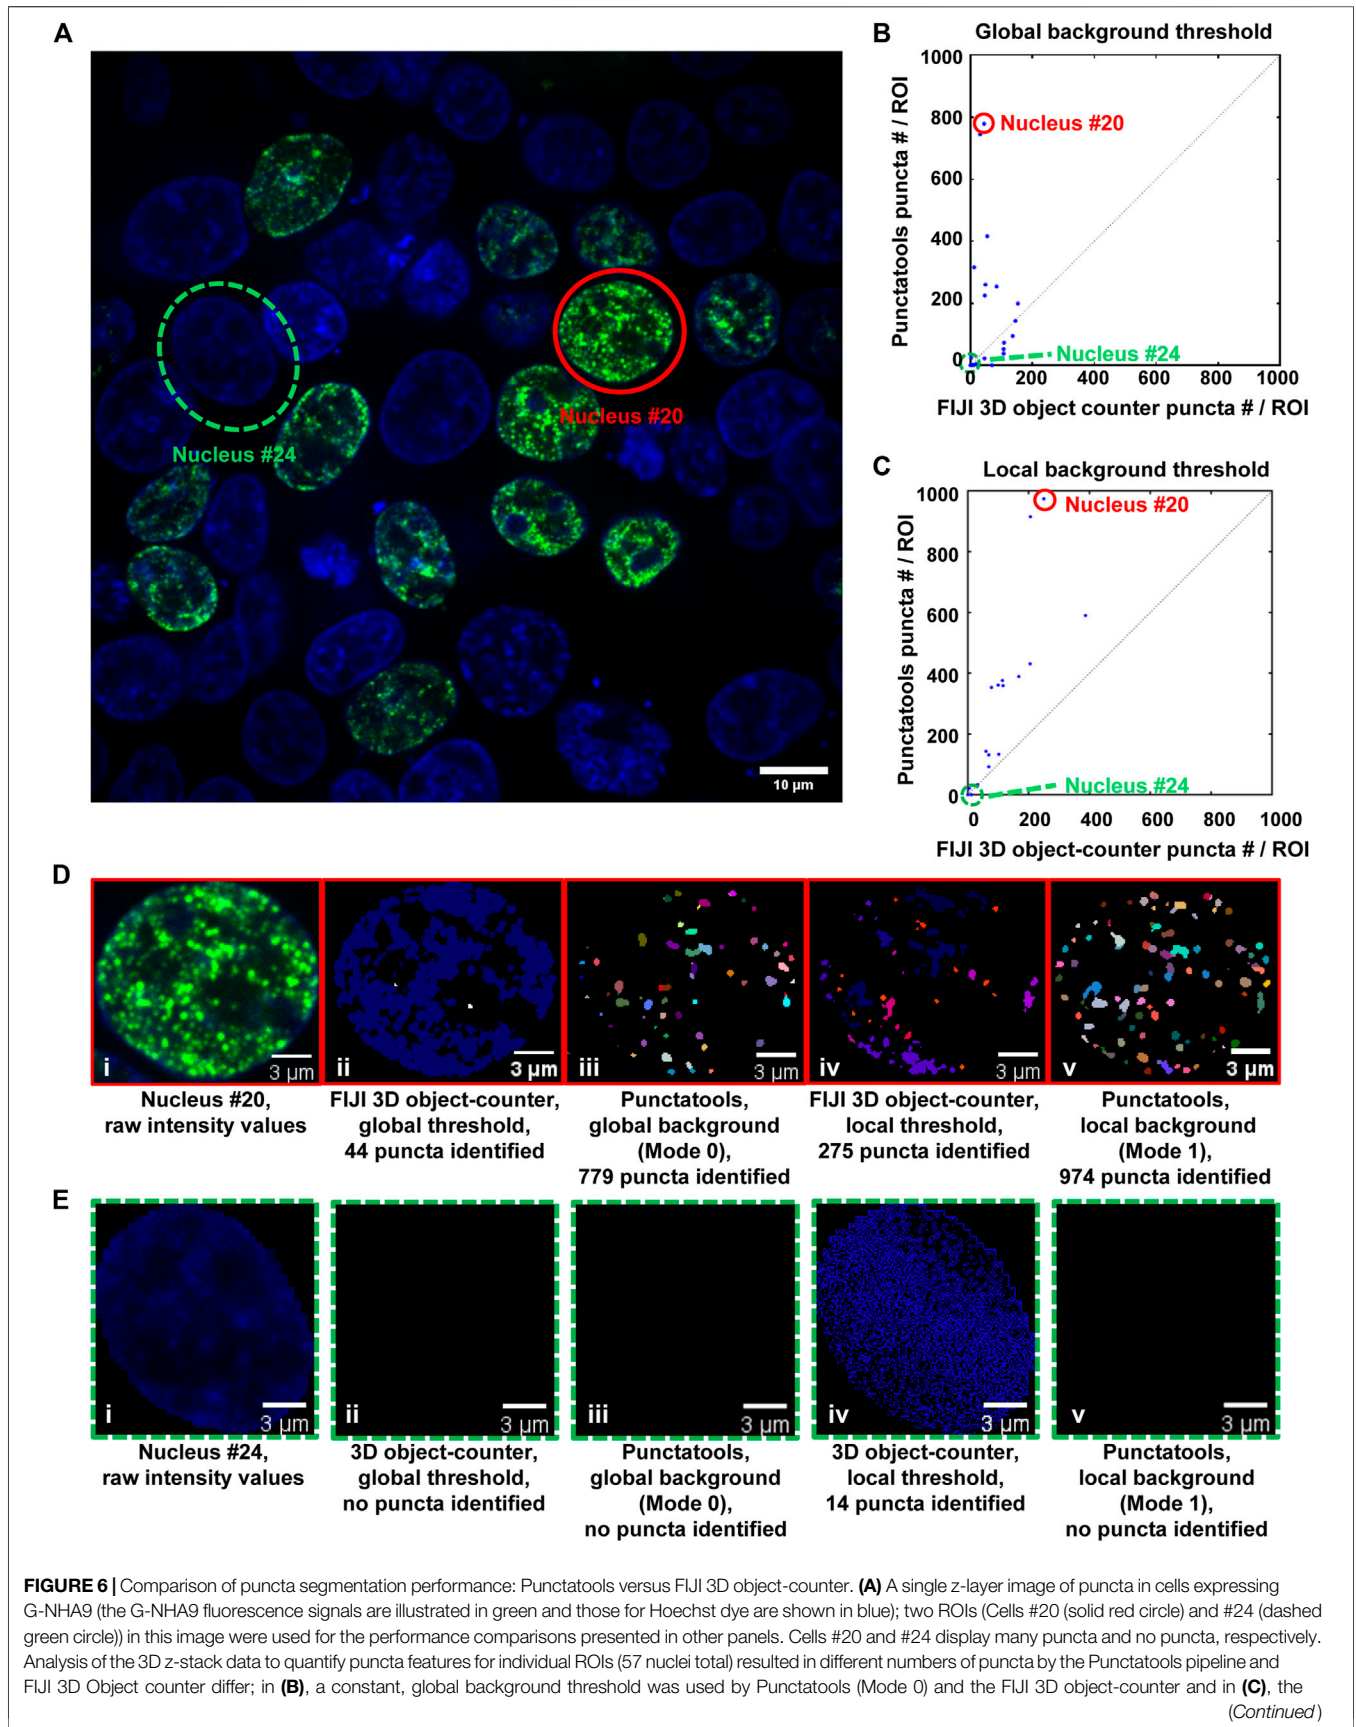 A
Nucleus #20
Nucleus #24
10 µm
B
Global background threshold
Punctatools puncta # / ROI
1000
800
600
400
200
0
Nucleus #20
Nucleus #24
0 200 400 600 800 1000
FIJI 3D object counter puncta # / ROI
C
Local background threshold
Punctatools puncta # / ROI
1000
800
600
400
200
0
Nucleus #20
Nucleus #24
0 200 400 600 800 1000
FIJI 3D object-counter puncta # / ROI
D
i
3 µm
ii
3 µm
iii
3 µm
iv
3 µm
v
3 µm
Nucleus #20,
raw intensity values
FIJI 3D object-counter,
global threshold,
44 puncta identified
Punctatools,
global background
(Mode 0),
779 puncta identified
FIJI 3D object-counter,
local threshold,
275 puncta identified
Punctatools,
local background
(Mode 1),
974 puncta identified
E
i
3 µm
ii
3 µm
iii
3 µm
iv
3 µm
v
3 µm
Nucleus #24,
raw intensity values
3D object-counter,
global threshold,
no puncta identified
Punctatools,
global background
(Mode 0),
no puncta identified
3D object-counter,
local threshold,
14 puncta identified
Punctatools,
local background
(Mode 1),
no puncta identified
FIGURE 6 | Comparison of puncta segmentation performance: Punctatools versus FIJI 3D object-counter. (A) A single z-layer image of puncta in cells expressing
G-NHA9 (the G-NHA9 fluorescence signals are illustrated in green and those for Hoechst dye are shown in blue); two ROIs (Cells #20 (solid red circle) and #24 (dashed
green circle)) in this image were used for the performance comparisons presented in other panels. Cells #20 and #24 display many puncta and no puncta, respectively.
Analysis of the 3D z-stack data to quantify puncta features for individual ROIs (57 nuclei total) resulted in different numbers of puncta by the Punctatools pipeline and
FIJI 3D Object counter differ; in (B), a constant, global background threshold was used by Punctatools (Mode 0) and the FIJI 3D object-counter and in (C), the
(Continued)